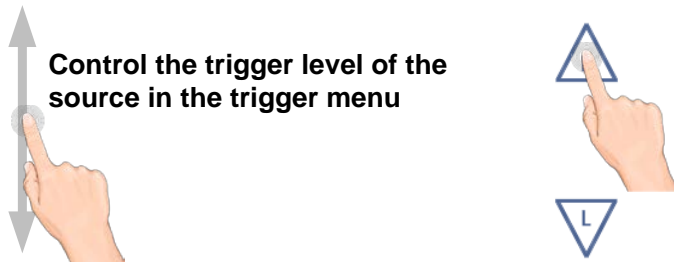 Control the trigger level of the
source in the trigger menu
L